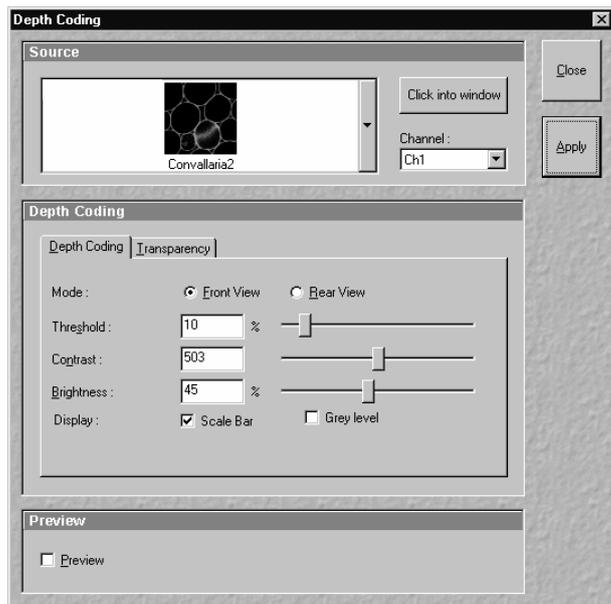 Depth Coding
Source
Close
Click into window
Channel :
Convallaria2
Ch1
Apply
Depth Coding
Depth Coding Transparency
Mode : Front View Rear View
Threshold : 10 %
Contrast : 503
Brightness : 45 %
Display : Scale Bar Grey level
Preview
Preview